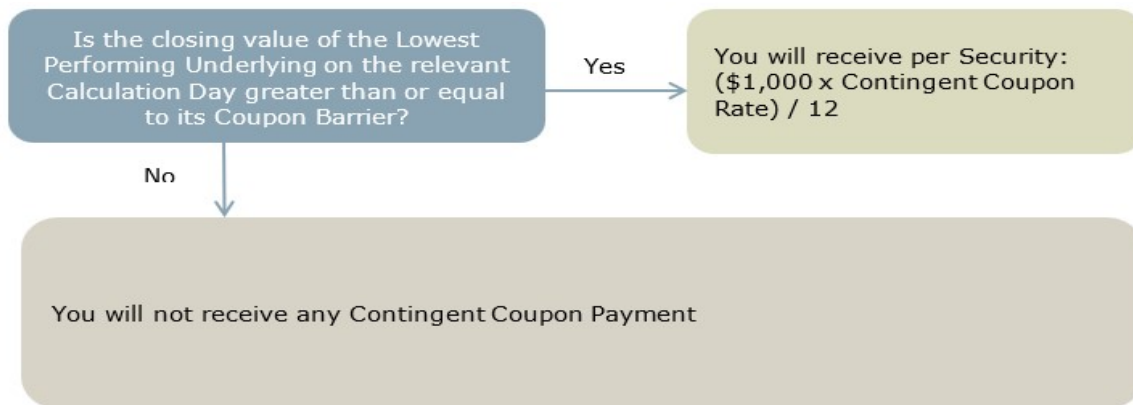 Is the closing value of the Lowest
Performing Underlying on the relevant
Calculation Day greater than or equal
to its Coupon Barrier?
Yes
You will receive per Security:
($1,000 x Contingent Coupon
Rate) / 12
No
You will not receive any Contingent Coupon Payment